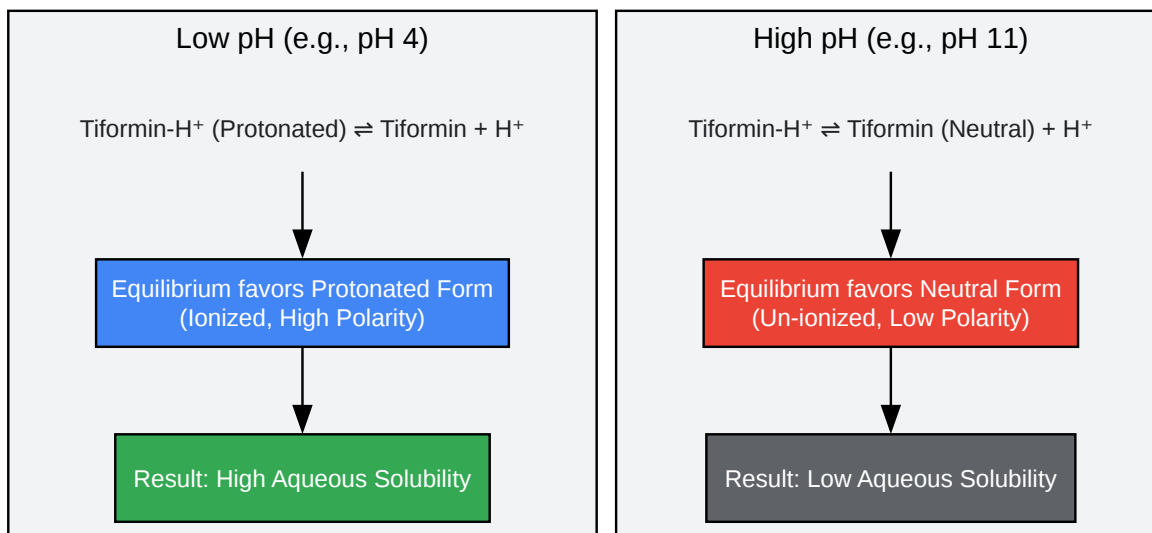 Low pH (e.g., pH 4)
Tiformin-H⁺ (Protonated) ⇌ Tiformin + H⁺
Equilibrium favors Protonated Form
(Ionized, High Polarity)
Result: High Aqueous Solubility
High pH (e.g., pH 11)
Tiformin-H⁺ ⇌ Tiformin (Neutral) + H⁺
Equilibrium favors Neutral Form
(Un-ionized, Low Polarity)
Result: Low Aqueous Solubility